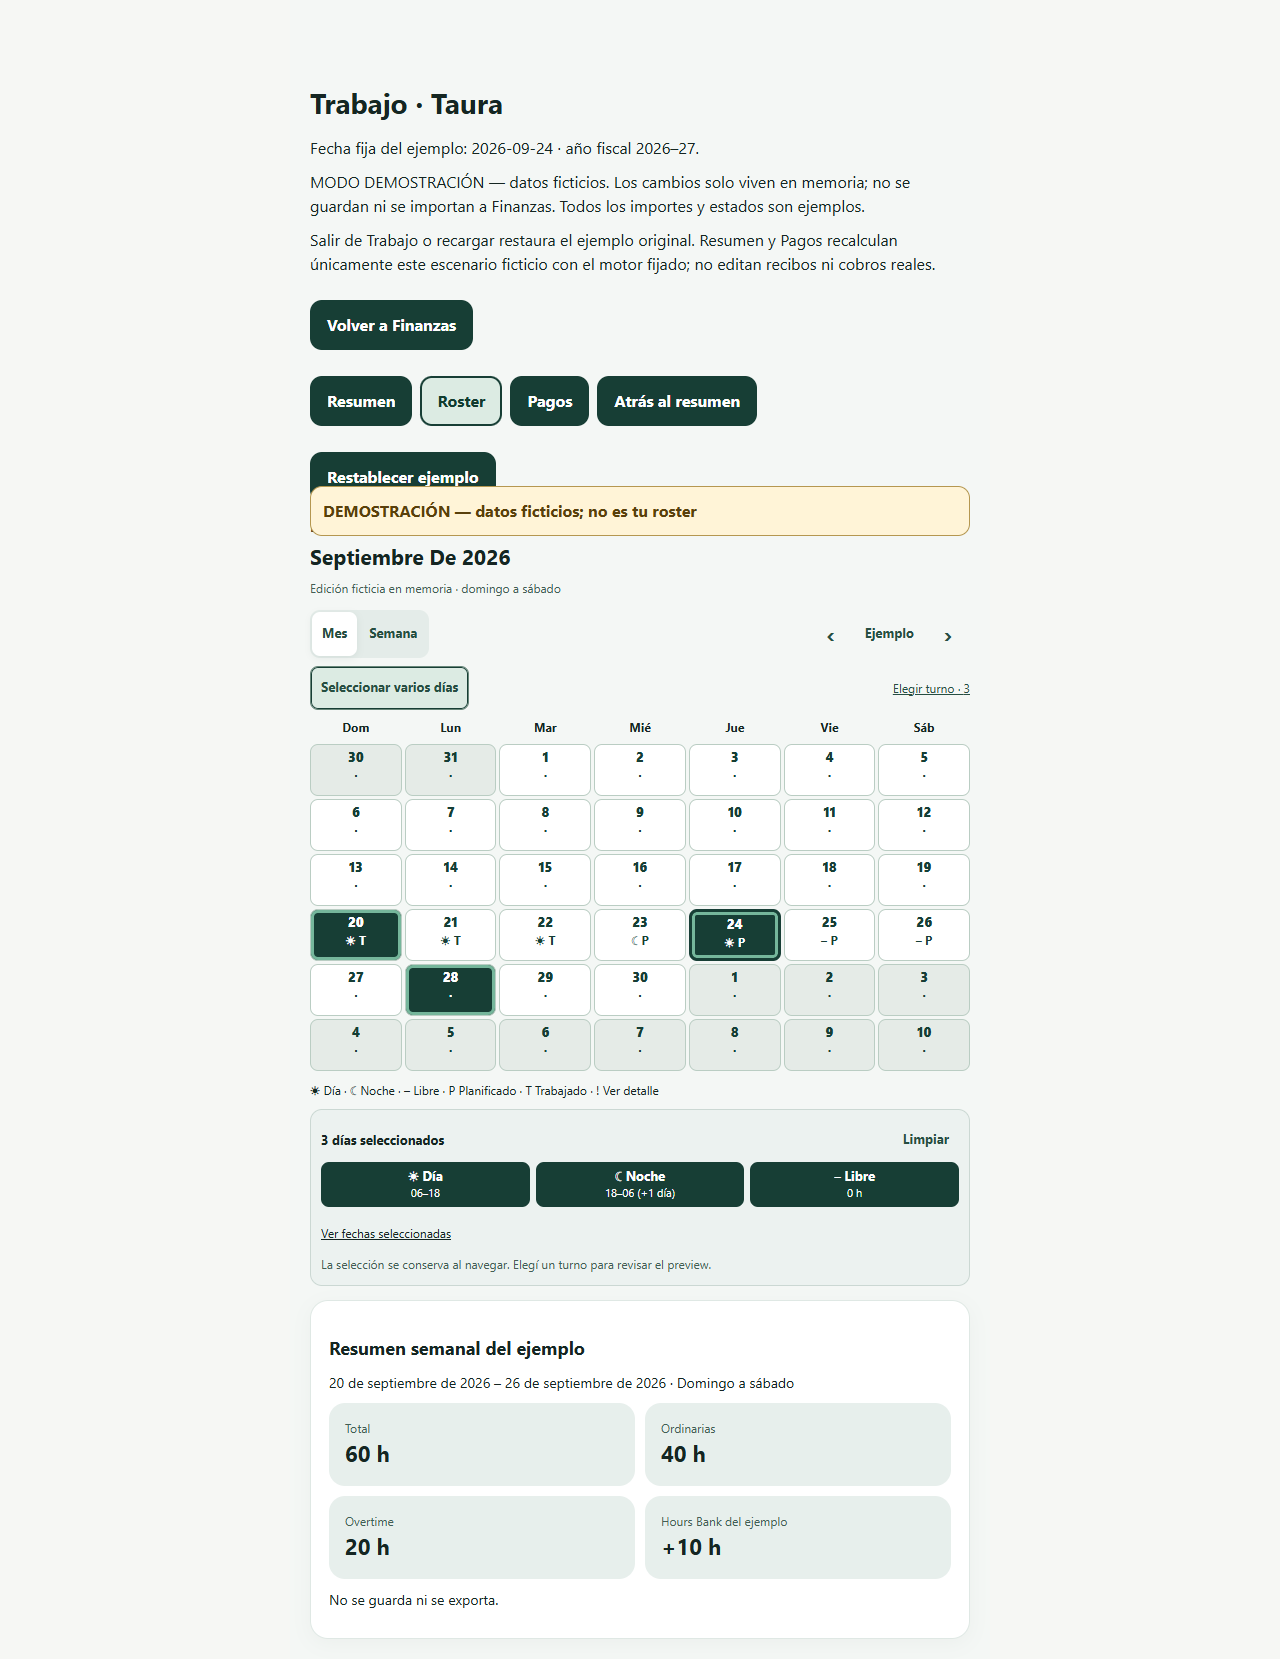 Trabajo · Taura
Fecha fija del ejemplo: 2026-09-24 · año fiscal 2026–27.
MODO DEMOSTRACIÓN — datos ficticios. Los cambios solo viven en memoria; no se
guardan ni se importan a Finanzas. Todos los importes y estados son ejemplos.
Salir de Trabajo o recargar restaura el ejemplo original. Resumen y Pagos recalculan
únicamente este escenario ficticio con el motor fijado; no editan recibos ni cobros reales.
Volver a Finanzas
Resumen Roster Pagos Atrás al resumen
Restablecer ejemplo
DEMOSTRACIÓN — datos ficticios; no es tu roster
Septiembre De 2026
Edición ficticia en memoria · domingo a sábado
Mes Semana ‹ Ejemplo ›
Seleccionar varios días Elegir turno · 3
Dom Lun Mar Mié Jue Vie Sáb
30 31 1 2 3 4 5
· · · · · · ·
6 7 8 9 10 11 12
· · · · · · ·
13 14 15 16 17 18 19
· · · · · · ·
20 21 22 23 24 25 26
☀ T ☀ T ☀ T ☾ P ☀ P – P – P
27 28 29 30 1 2 3
· · · · · · ·
4 5 6 7 8 9 10
· · · · · · ·
☀ Día · ☾ Noche · – Libre · P Planificado · T Trabajado · ! Ver detalle
3 días seleccionados Limpiar
☀ Día ☾ Noche – Libre
06–18 18–06 (+1 día) 0 h
Ver fechas seleccionadas
La selección se conserva al navegar. Elegí un turno para revisar el preview.
Resumen semanal del ejemplo
20 de septiembre de 2026 – 26 de septiembre de 2026 · Domingo a sábado
Total Ordinarias
60 h 40 h
Overtime Hours Bank del ejemplo
20 h +10 h
No se guarda ni se exporta.